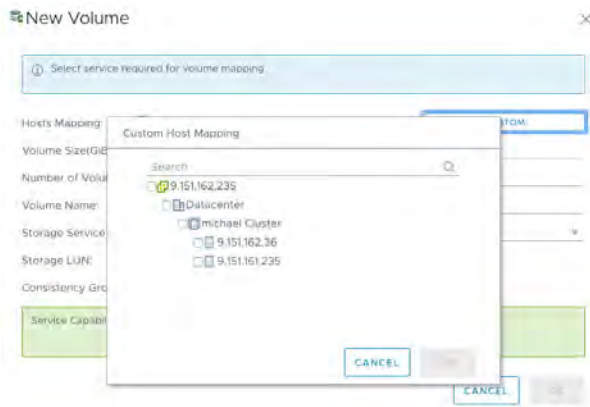 New Volume
Select service required for volume mapping
Hosts Mapping:
Volume Size(GiB
Number of Volu
Volume Name:
Storage Service
Storage LUN:
Consistency Gro
Service Capabil
Custom Host Mapping
Search
9.151.162.235
Datacenter
michael Cluster
9.151.162.36
9.151.161.235
CANCEL
CANCEL